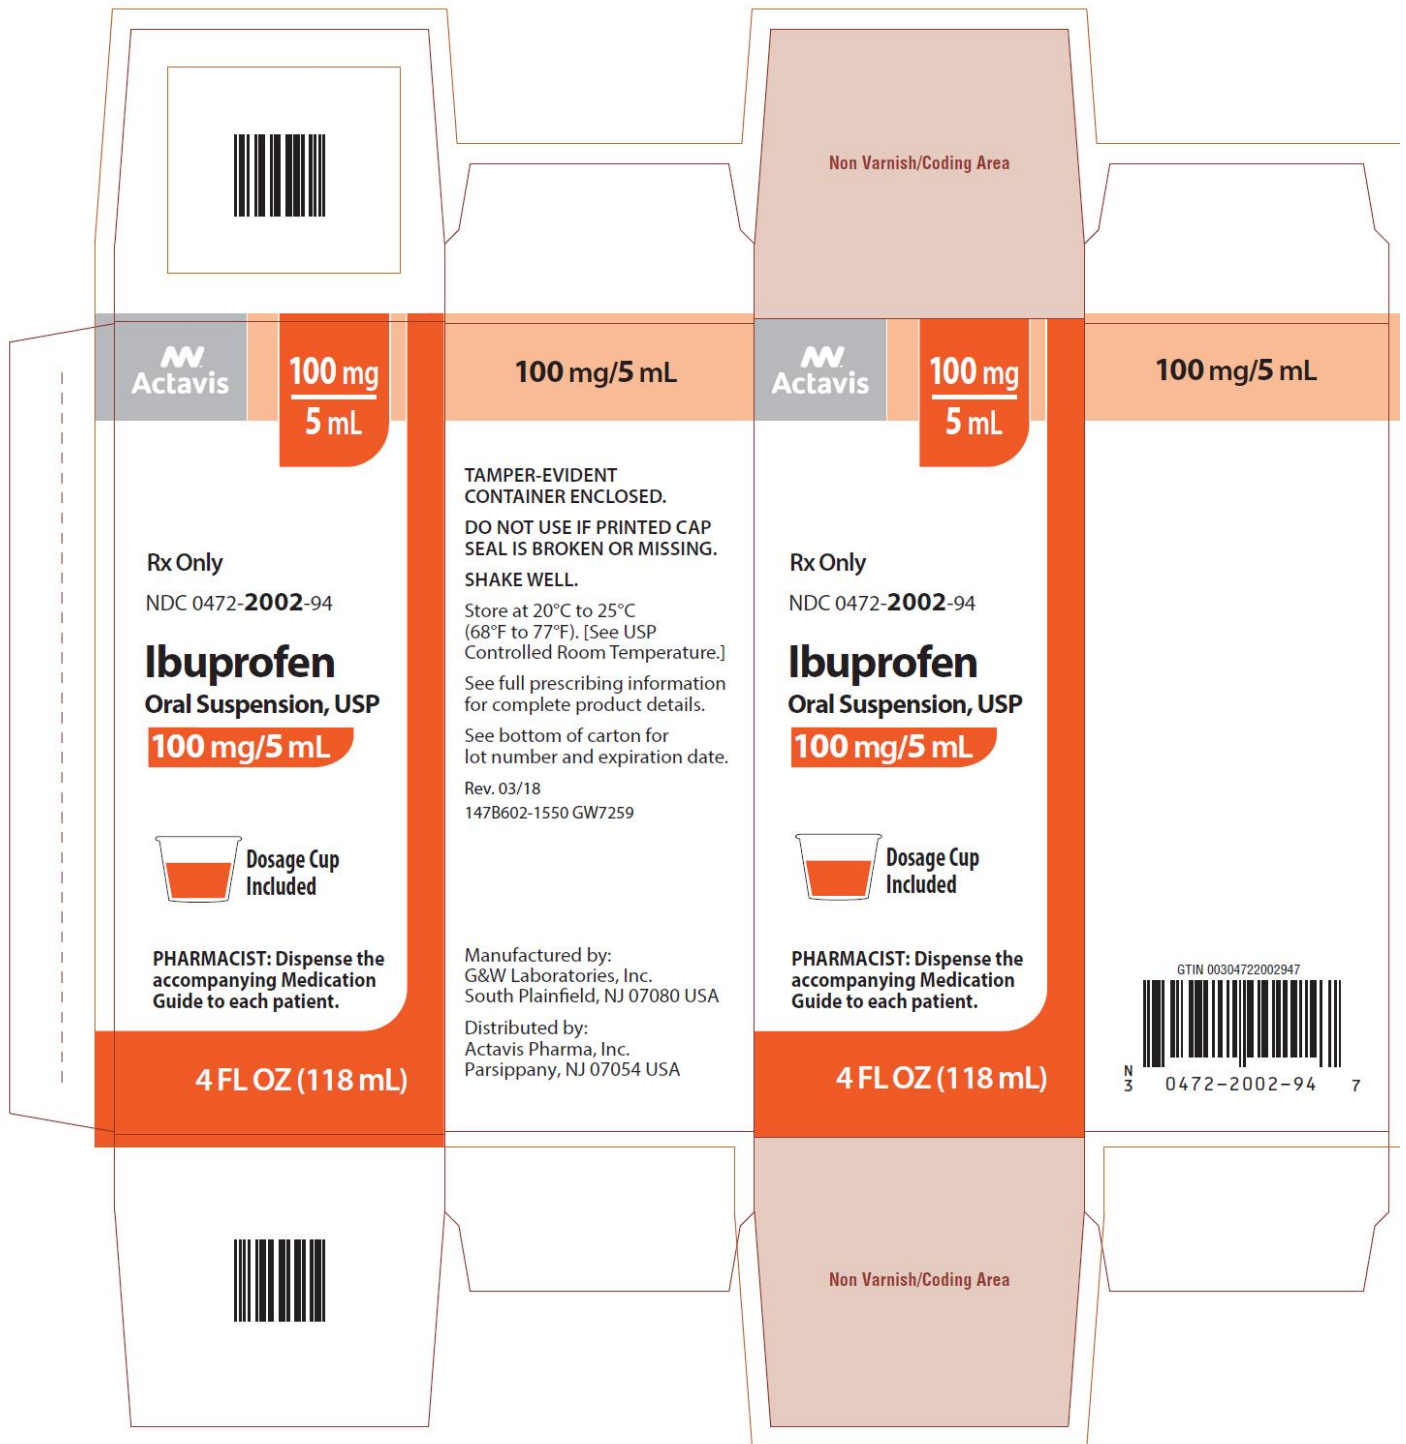 Non Varnish/Coding Area
Actavis
100 mg
5 mL
Rx Only
NDC 0472-2002-94
Ibuprofen
Oral Suspension, USP
100 mg/5 mL
Dosage Cup
Included
PHARMACIST: Dispense the
accompanying Medication
Guide to each patient.
4 FL OZ (118 mL)
100 mg/5 mL
TAMPER-EVIDENT
CONTAINER ENCLOSED.
DO NOT USE IF PRINTED CAP
SEAL IS BROKEN OR MISSING.
SHAKE WELL.
Store at 20°C to 25°C
(68°F to 77°F). [See USP
Controlled Room Temperature.]
See full prescribing information
for complete product details.
See bottom of carton for
lot number and expiration date.
Rev. 03/18
147B602-1550 GW7259
Manufactured by:
G&W Laboratories, Inc.
South Plainfield, NJ 07080 USA
Distributed by:
Actavis Pharma, Inc.
Parsippany, NJ 07054 USA
Actavis
100 mg
5 mL
Rx Only
NDC 0472-2002-94
Ibuprofen
Oral Suspension, USP
100 mg/5 mL
Dosage Cup
Included
PHARMACIST: Dispense the
accompanying Medication
Guide to each patient.
4 FL OZ (118 mL)
100 mg/5 mL
GTIN 00304722002947
N
3 0472-2002-94 7
Non Varnish/Coding Area